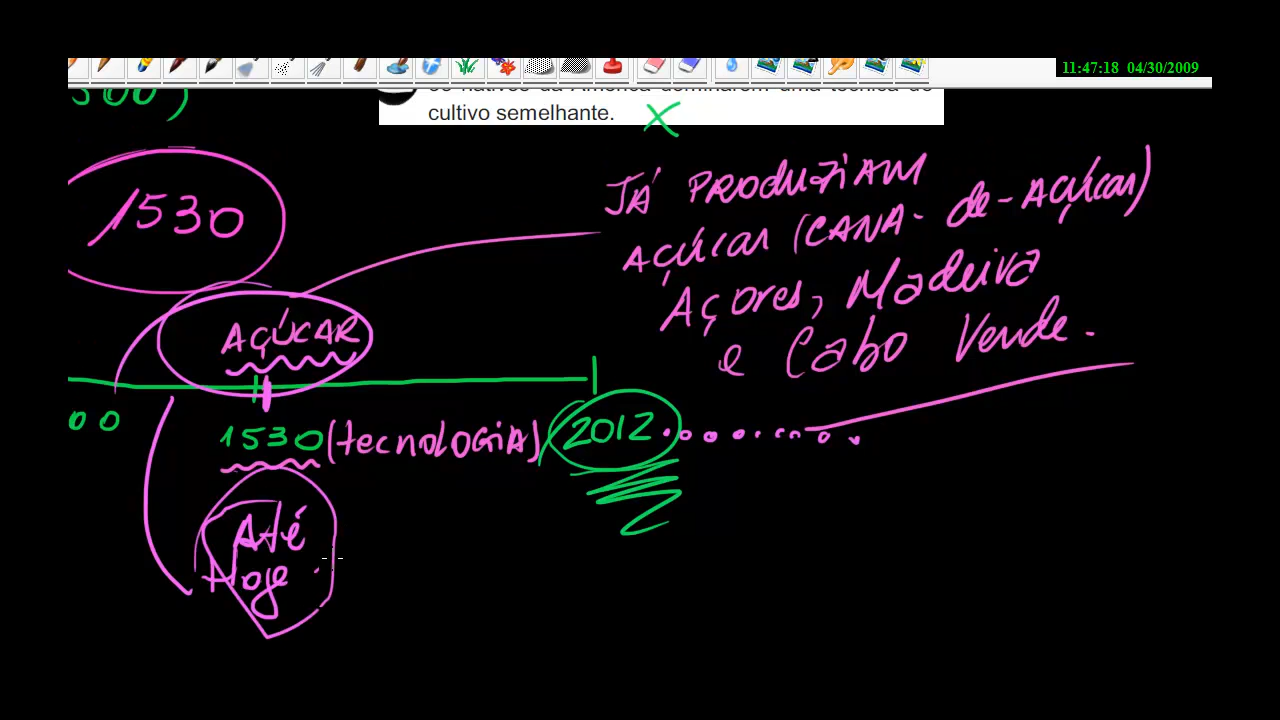 11:47:18 04/30/2009
cultivo semelhante.
1530
JÁ PRODUZIAM
AÇÚCAR (CANA-de-AÇÚCAR)
AÇORES, MAdeiRA
e CAbo Verde.
AÇÚCAR
00
1530 (tecnologiA) 2012
Até
Hoje.